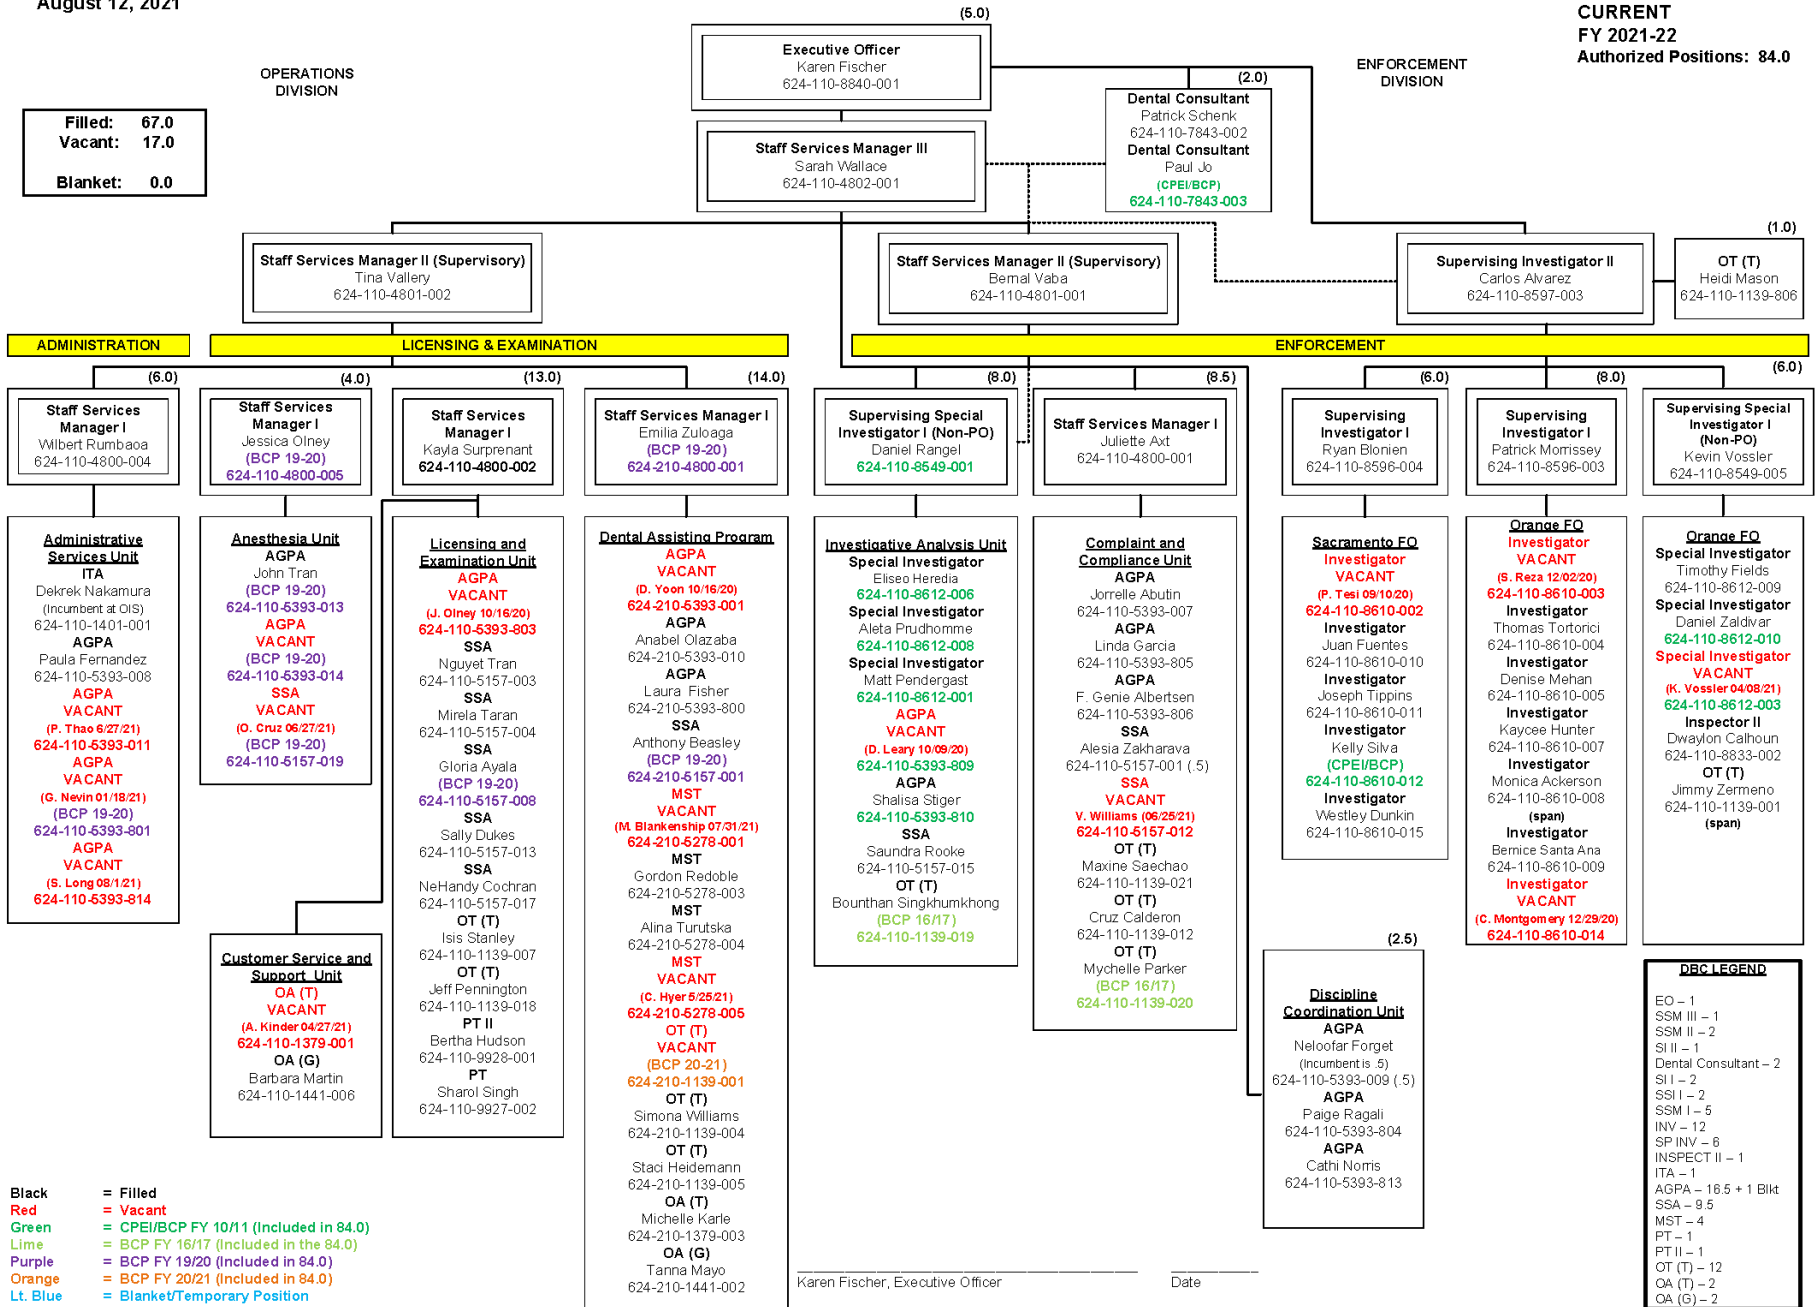 August 12, 2021
CURRENT
FY 2021-22
Authorized Positions: 84.0
OPERATIONS
DIVISION
ENFORCEMENT
DIVISION
Filled: 67.0
Vacant: 17.0
Blanket: 0.0
(5.0)
Executive Officer
Karen Fischer
624-110-8840-001
(2.0)
Dental Consultant
Patrick Schenk
624-110-7843-002
Dental Consultant
Paul Jo
(CPEI/BCP)
624-110-7843-003
Staff Services Manager III
Sarah Wallace
624-110-4802-001
Staff Services Manager II (Supervisory)
Tina Vallery
624-110-4801-002
Staff Services Manager II (Supervisory)
Bernal Vaba
624-110-4801-001
Supervising Investigator II
Carlos Alvarez
624-110-8597-003
(1.0)
OT (T)
Heidi Mason
624-110-1139-806
ADMINISTRATION
LICENSING & EXAMINATION
ENFORCEMENT
(6.0)
Staff Services
Manager I
Wilbert Rumbaoa
624-110-4800-004
(4.0)
Staff Services
Manager I
Jessica Olney
(BCP 19-20)
624-110-4800-005
(13.0)
Staff Services
Manager I
Kayla Surprenant
624-110-4800-002
(14.0)
Staff Services Manager I
Emilia Zuloaga
(BCP 19-20)
624-210-4800-001
(8.0)
Supervising Special
Investigator I (Non-PO)
Daniel Rangel
624-110-8549-001
(8.5)
Staff Services Manager I
Juliette Axt
624-110-4800-001
(6.0)
Supervising
Investigator I
Ryan Blonien
624-110-8596-004
(8.0)
Supervising
Investigator I
Patrick Morrissey
624-110-8596-003
(6.0)
Supervising Special
Investigator I
(Non-PO)
Kevin Vossler
624-110-8549-005
Administrative
Services Unit
ITA
Dekrek Nakamura
(Incumbent at OIS)
624-110-1401-001
AGPA
Paula Fernandez
624-110-5393-008
AGPA
VACANT
(P. Thao 6/27/21)
624-110-5393-011
AGPA
VACANT
(G. Nevin 01/18/21)
(BCP 19-20)
624-110-5393-801
AGPA
VACANT
(S. Long 08/1/21)
624-110-5393-814
Anesthesia Unit
AGPA
John Tran
(BCP 19-20)
624-110-5393-013
AGPA
VACANT
(BCP 19-20)
624-110-5393-014
SSA
VACANT
(O. Cruz 06/27/21)
(BCP 19-20)
624-110-5157-019
Customer Service and
Support Unit
OA (T)
VACANT
(A. Kinder 04/27/21)
624-110-1379-001
OA (G)
Barbara Martin
624-110-1441-006
Licensing and
Examination Unit
AGPA
VACANT
(J. Olney 10/16/20)
624-110-5393-803
SSA
Nguyet Tran
624-110-5157-003
SSA
Mirela Taran
624-110-5157-004
SSA
Gloria Ayala
(BCP 19-20)
624-110-5157-008
SSA
Sally Dukes
624-110-5157-013
SSA
NeHandy Cochran
624-110-5157-017
OT (T)
Isis Stanley
624-110-1139-007
OT (T)
Jeff Pennington
624-110-1139-018
PT II
Bertha Hudson
624-110-9928-001
PT
Sharol Singh
624-110-9927-002
Dental Assisting Program
AGPA
VACANT
(D. Yoon 10/16/20)
624-210-5393-001
AGPA
Anabel Olazaba
624-210-5393-010
AGPA
Laura Fisher
624-210-5393-800
SSA
Anthony Beasley
(BCP 19-20)
624-210-5157-001
MST
VACANT
(M. Blankenship 07/31/21)
624-210-5278-001
MST
Gordon Redoble
624-210-5278-003
MST
Alina Turutska
624-210-5278-004
MST
VACANT
(C. Hyer 5/25/21)
624-210-5278-005
OT (T)
VACANT
(BCP 20-21)
624-210-1139-001
OT (T)
Simona Williams
624-210-1139-004
OT (T)
Staci Heidemann
624-210-1139-005
OA (T)
Michelle Karle
624-210-1379-003
OA (G)
Tanna Mayo
624-210-1441-002
Investigative Analysis Unit
Special Investigator
Eliseo Heredia
624-110-8612-006
Special Investigator
Aleta Prudhomme
624-110-8612-008
Special Investigator
Matt Pendergast
624-110-8612-001
AGPA
VACANT
(D. Leary 10/09/20)
624-110-5393-809
AGPA
Shalisa Stiger
624-110-5393-810
SSA
Saundra Rooke
624-110-5157-015
OT (T)
Bounthan Singkhumkhong
(BCP 16/17)
624-110-1139-019
Complaint and
Compliance Unit
AGPA
Jorrelle Abutin
624-110-5393-007
AGPA
Linda Garcia
624-110-5393-805
AGPA
F. Genie Albertsen
624-110-5393-806
SSA
Alesia Zakharava
624-110-5157-001 (.5)
SSA
VACANT
V. Williams (06/25/21)
624-110-5157-012
OT (T)
Maxine Saechao
624-110-1139-021
OT (T)
Cruz Calderon
624-110-1139-012
OT (T)
Mychelle Parker
(BCP 16/17)
624-110-1139-020
(2.5)
Discipline
Coordination Unit
AGPA
Neloofar Forget
(Incumbent is .5)
624-110-5393-009 (.5)
AGPA
Paige Ragali
624-110-5393-804
AGPA
Cathi Norris
624-110-5393-813
Sacramento FO
Investigator
VACANT
(P. Tesi 09/10/20)
624-110-8610-002
Investigator
Juan Fuentes
624-110-8610-010
Investigator
Joseph Tippins
624-110-8610-011
Investigator
Kelly Silva
(CPEI/BCP)
624-110-8610-012
Investigator
Westley Dunkin
624-110-8610-015
Orange FO
Investigator
VACANT
(S. Reza 12/02/20)
624-110-8610-003
Investigator
Thomas Tortorici
624-110-8610-004
Investigator
Denise Mehan
624-110-8610-005
Investigator
Kaycee Hunter
624-110-8610-007
Investigator
Monica Ackerson
624-110-8610-008
(span)
Investigator
Bernice Santa Ana
624-110-8610-009
Investigator
VACANT
(C. Montgomery 12/29/20)
624-110-8610-014
Orange FO
Special Investigator
Timothy Fields
624-110-8612-009
Special Investigator
Daniel Zaldivar
624-110-8612-010
Special Investigator
VACANT
(K. Vossler 04/08/21)
624-110-8612-003
Inspector II
Dwaylon Calhoun
624-110-8833-002
OT (T)
Jimmy Zermeno
624-110-1139-001
(span)
DBC LEGEND
EO – 1
SSM III – 1
SSM II – 2
SI II – 1
Dental Consultant – 2
SI I – 2
SSI I – 2
SSM I – 5
INV – 12
SP INV – 6
INSPECT II – 1
ITA – 1
AGPA – 16.5 + 1 Blkt
SSA – 9.5
MST – 4
PT – 1
PT II – 1
OT (T) – 12
OA (T) – 2
OA (G) – 2
Black = Filled
Red = Vacant
Green = CPEI/BCP FY 10/11 (Included in 84.0)
Lime = BCP FY 16/17 (Included in the 84.0)
Purple = BCP FY 19/20 (Included in 84.0)
Orange = BCP FY 20/21 (Included in 84.0)
Lt. Blue = Blanket/Temporary Position
Karen Fischer, Executive Officer
Date